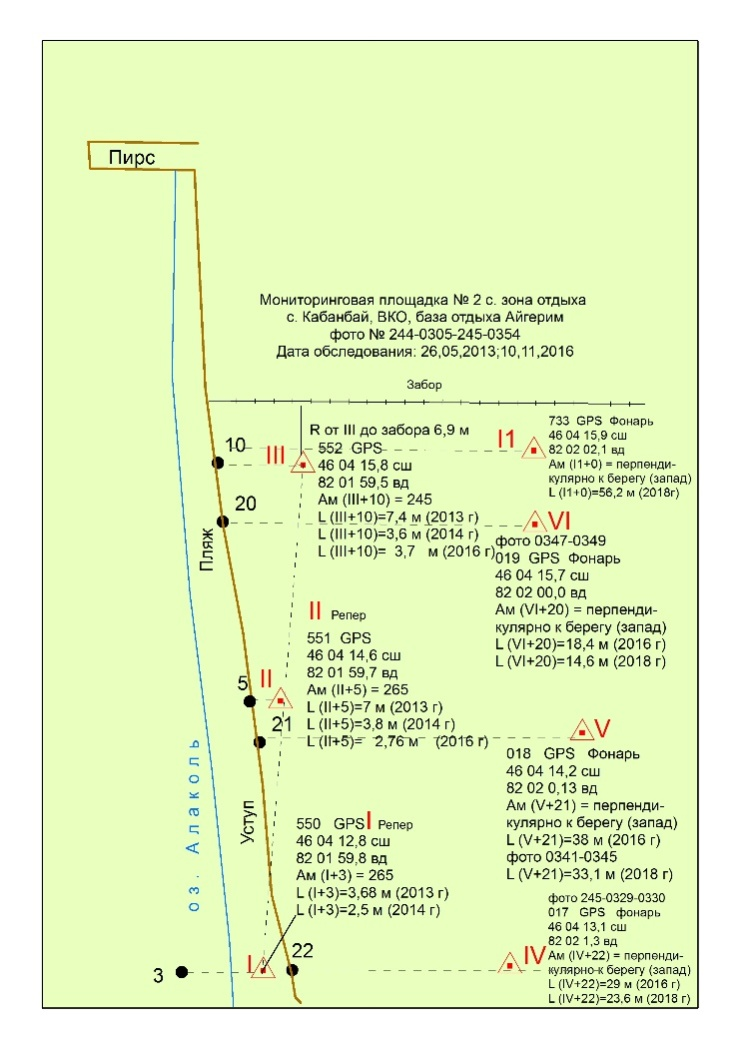 Пирс
Мониторинговая площадка № 2 с. зона отдыха
с. Кабанбай, ВКО, база отдыха Айгерим
фото № 244-0305-245-0354
Дата обследования: 26,05,2013;10,11,2016
Забор
10
III
R от III до забора 6,9 м
552 GPS
46 04 15,8 сш
82 01 59,5 вд
Ам (III+10) = 245
L (III+10)=7,4 м (2013 г)
L (III+10)=3,6 м (2014 г)
L (III+10)= 3,7 м (2016 г)
I1
733 GPS Фонарь
46 04 15,9 сш
82 02 02,1 вд
Ам (I1+0) = перпенди-
кулярно к берегу (запад)
L (I1+0)=56,2 м (2018г)
20
VI
фото 0347-0349
019 GPS Фонарь
46 04 15,7 сш
82 02 00,0 вд
Ам (VI+20) = перпенди-
кулярно к берегу (запад)
L (VI+20)=18,4 м (2016 г)
L (VI+20)=14,6 м (2018 г)
Пляж
II Репер
551 GPS
46 04 14,6 сш
82 01 59,7 вд
Ам (II+5) = 265
L (II+5)=7 м (2013 г)
L (II+5)=3,8 м (2014 г)
L (II+5)= 2,76 м (2016 г)
5
II
21
V
018 GPS Фонарь
46 04 14,2 сш
82 02 0,13 вд
Ам (V+21) = перпенди-
кулярно к берегу (запад)
L (V+21)=38 м (2016 г)
фото 0341-0345
L (V+21)=33,1 м (2018 г)
оз. Алаколь
Уступ
550 GPS I Репер
46 04 12,8 сш
82 01 59,8 вд
Ам (I+3) = 265
L (I+3)=3,68 м (2013 г)
L (I+3)=2,5 м (2014 г)
3
I
22
IV
фото 245-0329-0330
017 GPS фонарь
46 04 13,1 сш
82 02 1,3 вд
Ам (IV+22) = перпенди-
кулярно к берегу (запад)
L (IV+22)=29 м (2016 г)
L (IV+22)=23,6 м (2018 г)